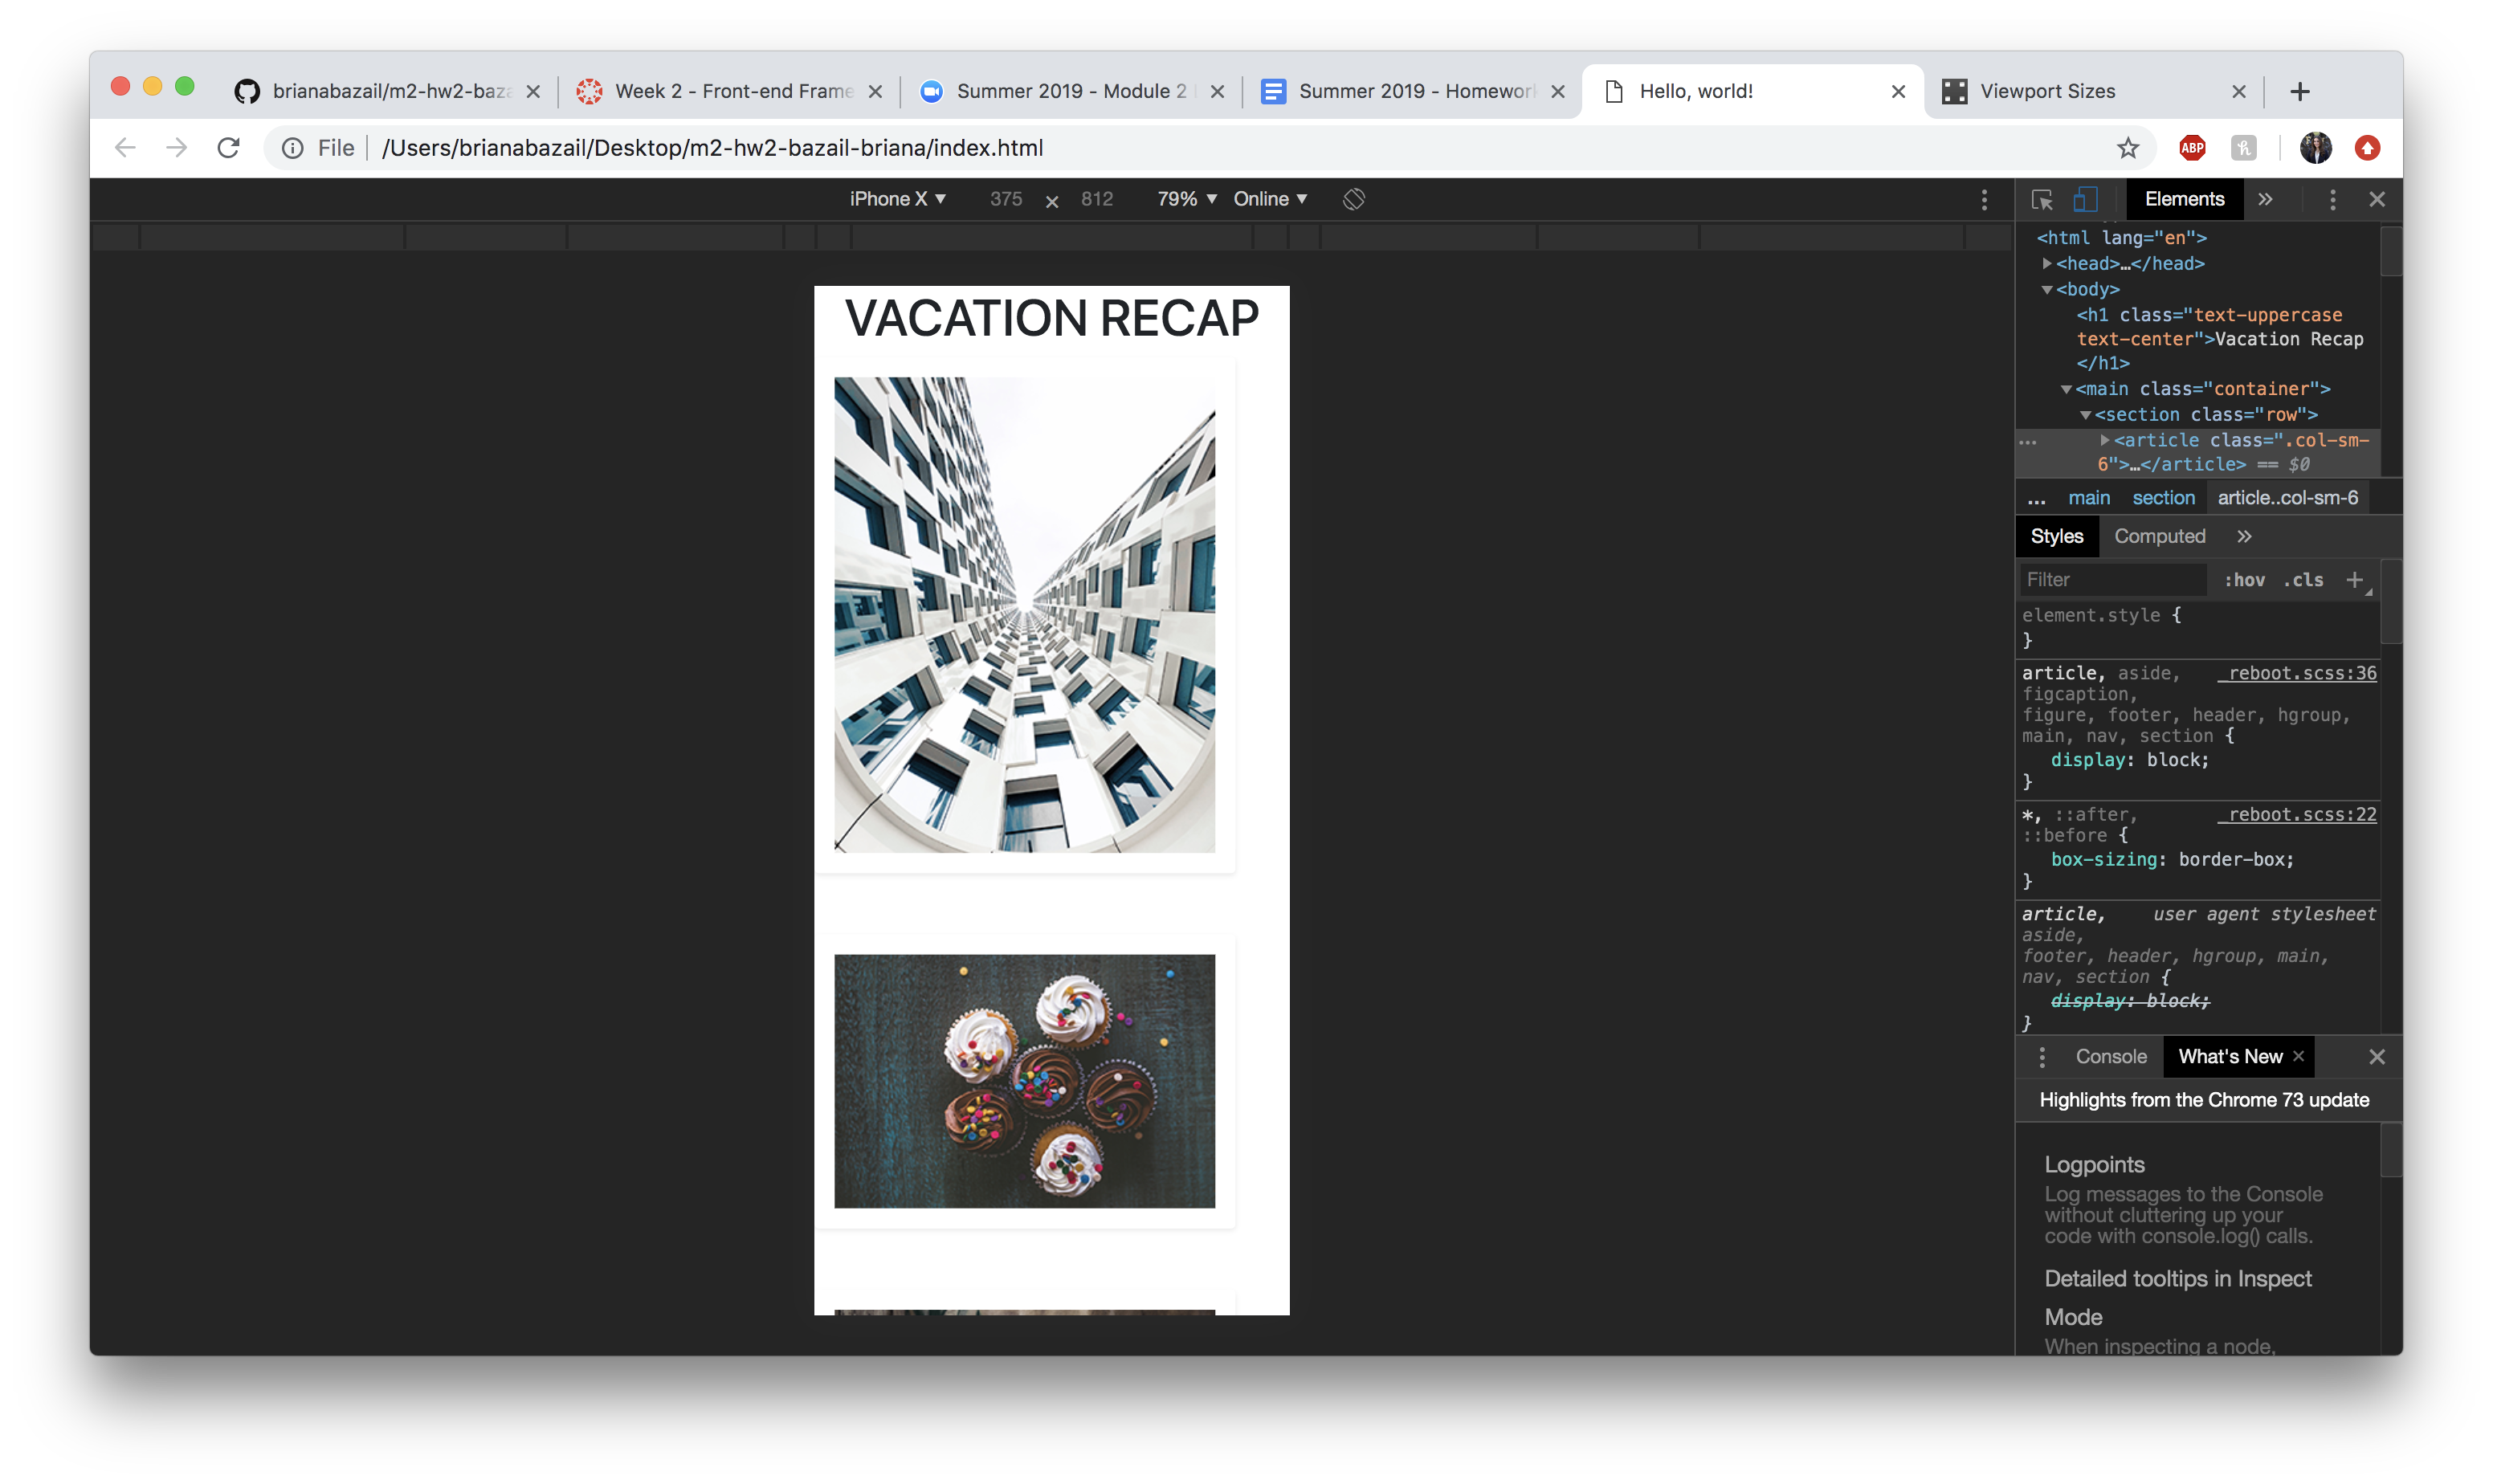 brianabazail/m2-hw2-baza
Week 2 - Front-end Frame
Summer 2019 - Module 2
Summer 2019 - Homework
Hello, world!
Viewport Sizes
File /Users/brianabazail/Desktop/m2-hw2-bazail-briana/index.html
ABP
iPhone X ▼ 375 × 812 79% ▼ Online ▼
Elements »
<html lang="en">
▶<head>…</head>
▼<body>
<h1 class="text-uppercase
text-center">Vacation Recap
</h1>
▼<main class="container">
▼<section class="row">
… ▶<article class=".col-sm-
6">…</article> == $0
… main section article..col-sm-6
Styles Computed »
Filter :hov .cls +
element.style {
}
article, aside, _reboot.scss:36
figcaption,
figure, footer, header, hgroup,
main, nav, section {
display: block;
}
*, ::after, _reboot.scss:22
::before {
box-sizing: border-box;
}
article, user agent stylesheet
aside,
footer, header, hgroup, main,
nav, section {
display: block;
}
Console What's New ×
Highlights from the Chrome 73 update
Logpoints
Log messages to the Console
without cluttering up your
code with console.log() calls.
Detailed tooltips in Inspect
Mode
When inspecting a node,
VACATION RECAP